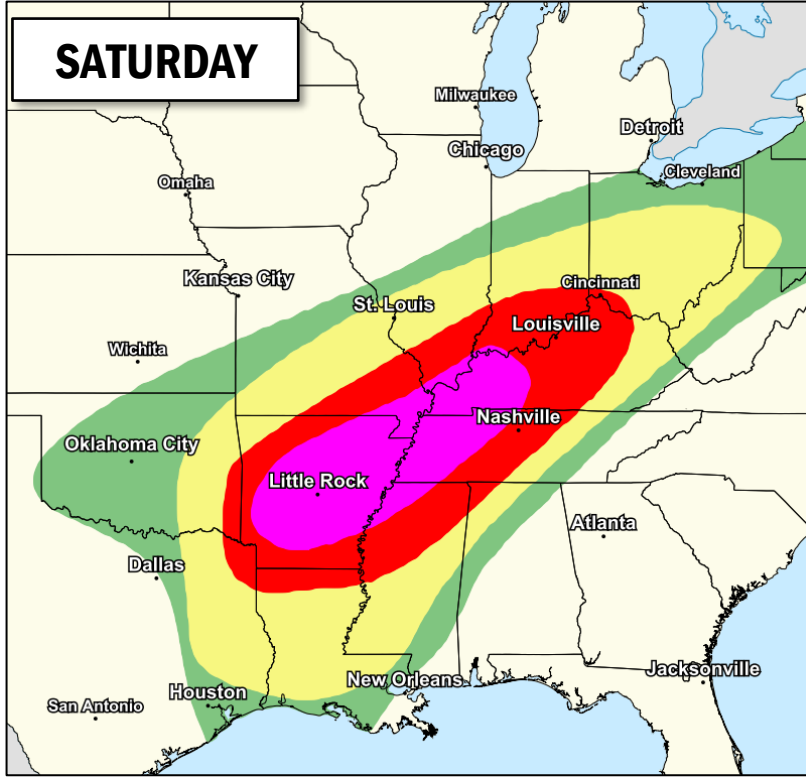 SATURDAY
Milwaukee
Detroit
Chicago
Cleveland
Omaha
Kansas City
Cincinnati
St. Louis
Louisville
Wichita
Nashville
Oklahoma City
Little Rock
Atlanta
Dallas
Jacksonville
New Orleans
Houston
San Antonio